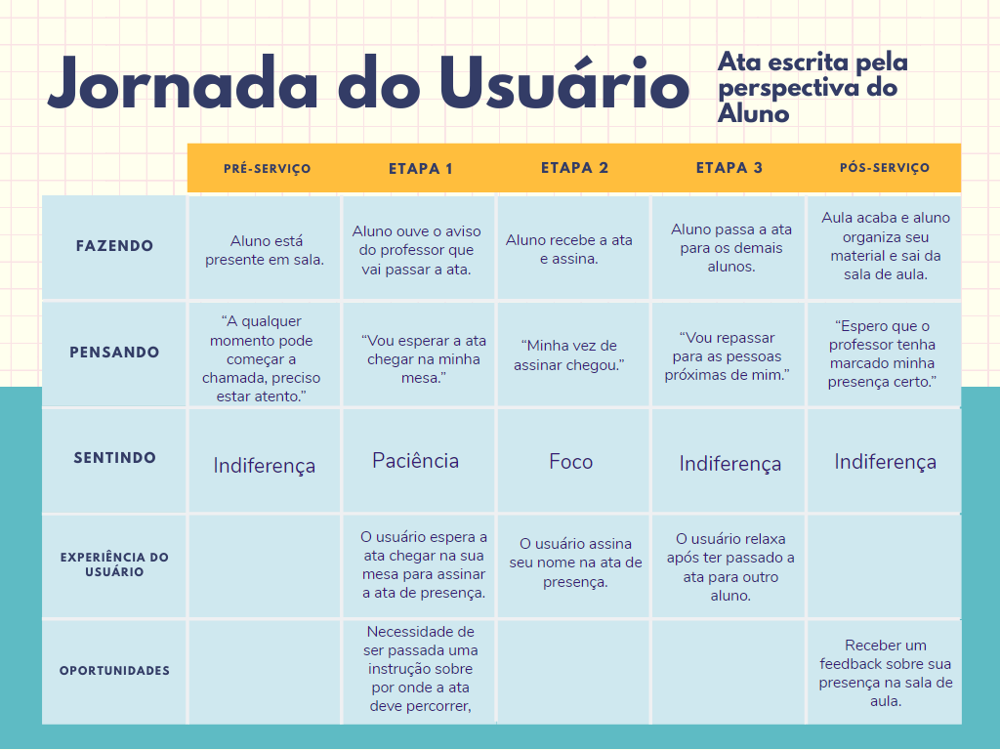 Jornada do Usuário
Ata escrita pela
perspectiva do
Aluno
PRÉ-SERVIÇO
ETAPA 1
ETAPA 2
ETAPA 3
PÓS-SERVIÇO
FAZENDO
Aluno está
presente em sala.
Aluno ouve o aviso
do professor que
vai passar a ata.
Aluno recebe a ata
e assina.
Aluno passa a ata
para os demais
alunos.
Aula acaba e aluno
organiza seu
material e sai da
sala de aula.
PENSANDO
“A qualquer
momento pode
começar a
chamada, preciso
estar atento.”
“Vou esperar a ata
chegar na minha
mesa.”
“Minha vez de
assinar chegou.”
“Vou repassar
para as pessoas
próximas de mim.”
“Espero que o
professor tenha
marcado minha
presença certo.”
SENTINDO
Indiferença
Paciência
Foco
Indiferença
Indiferença
EXPERIÊNCIA DO
USUÁRIO
O usuário espera a
ata chegar na sua
mesa para assinar
a ata de presença.
O usuário assina
seu nome na ata de
presença.
O usuário relaxa
após ter passado a
ata para outro
aluno.
OPORTUNIDADES
Necessidade de
ser passada uma
instrução sobre
por onde a ata
deve percorrer,
Receber um
feedback sobre sua
presença na sala de
aula.